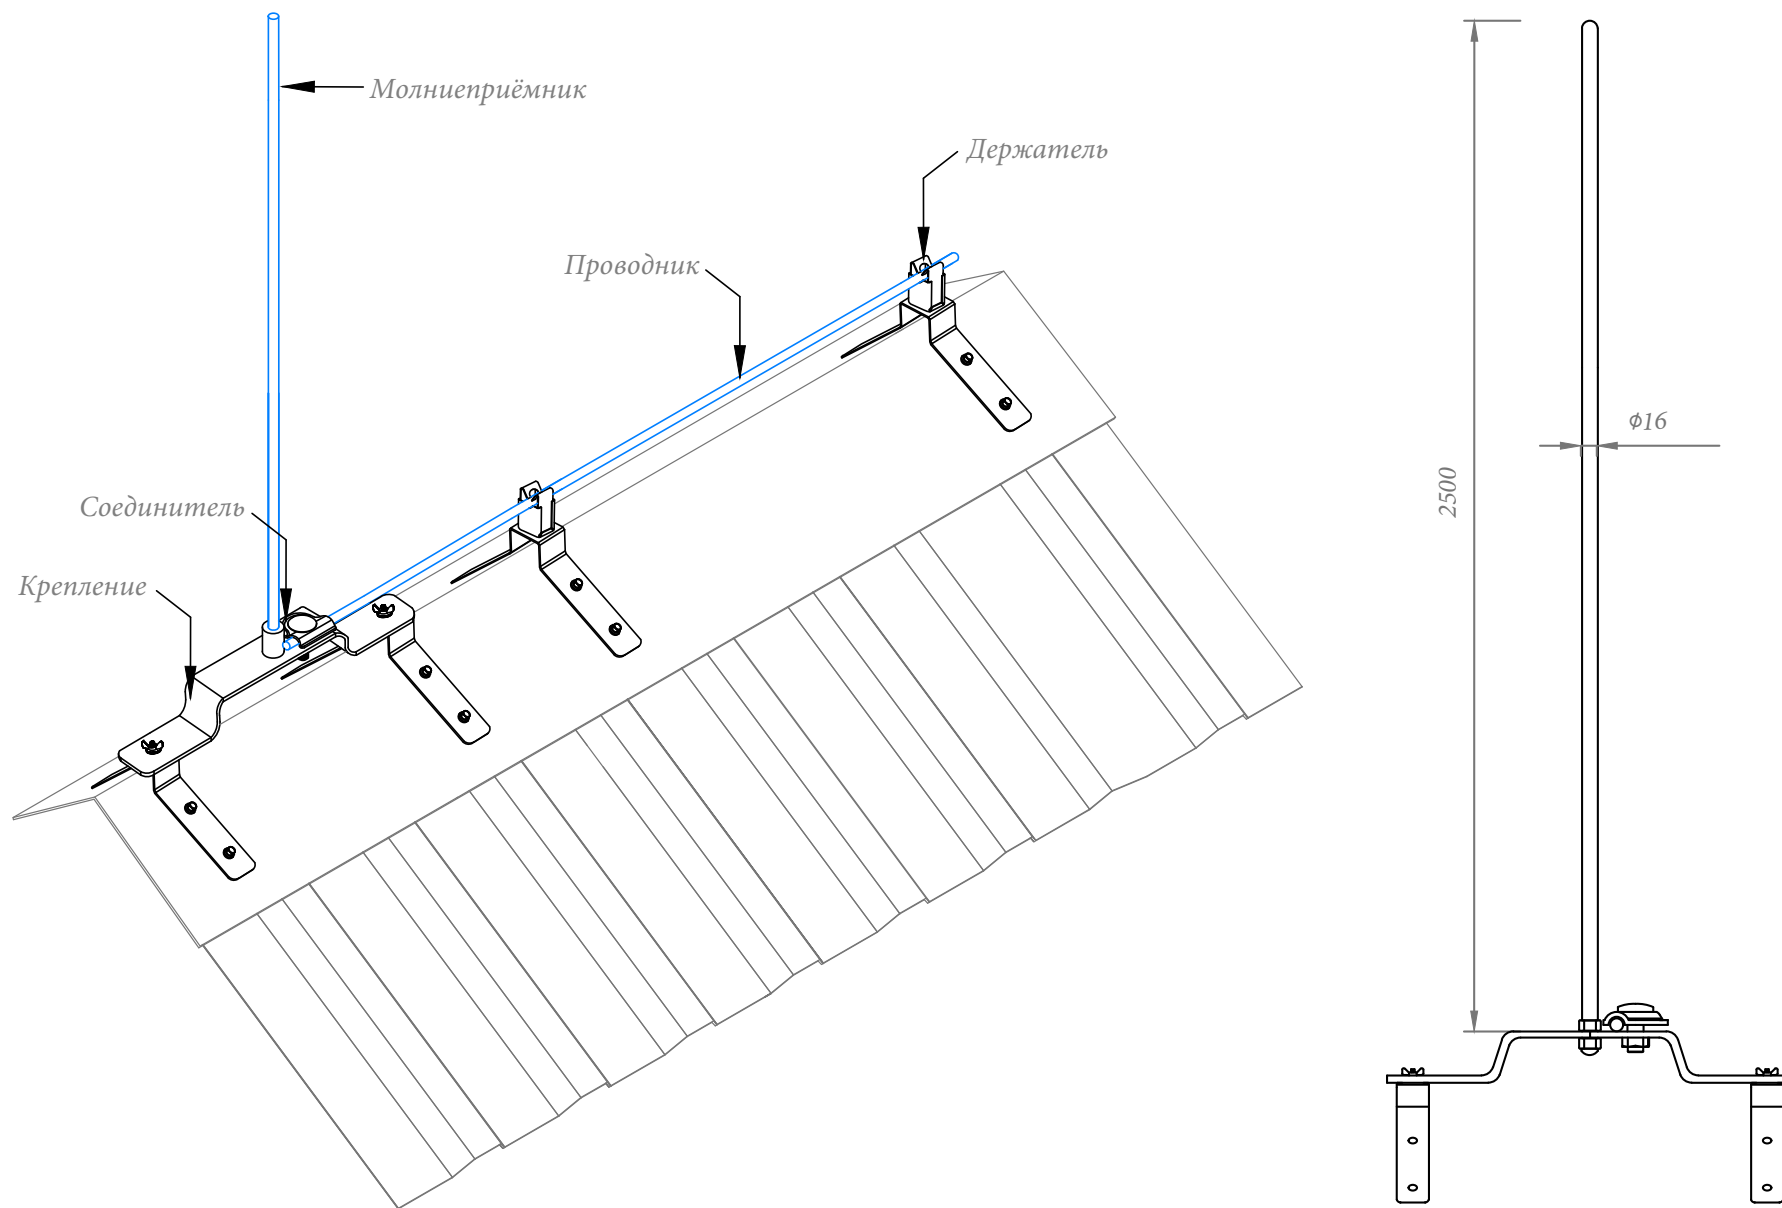 Молниеприёмник
Держатель
Проводник
Соединитель
Крепление
ϕ16
2500